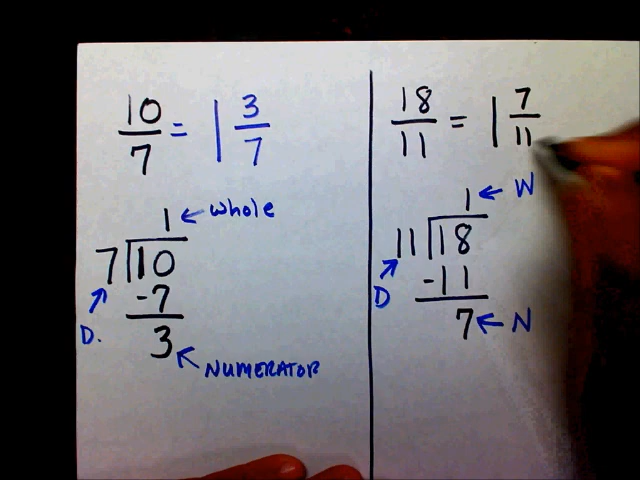 10/7 = 1 3/7
1 ← Whole
7 10
-7
D.
3
NUMERATOR
18/11 = 1 7/11
1 ← W
11 18
D
-11
7 ← N